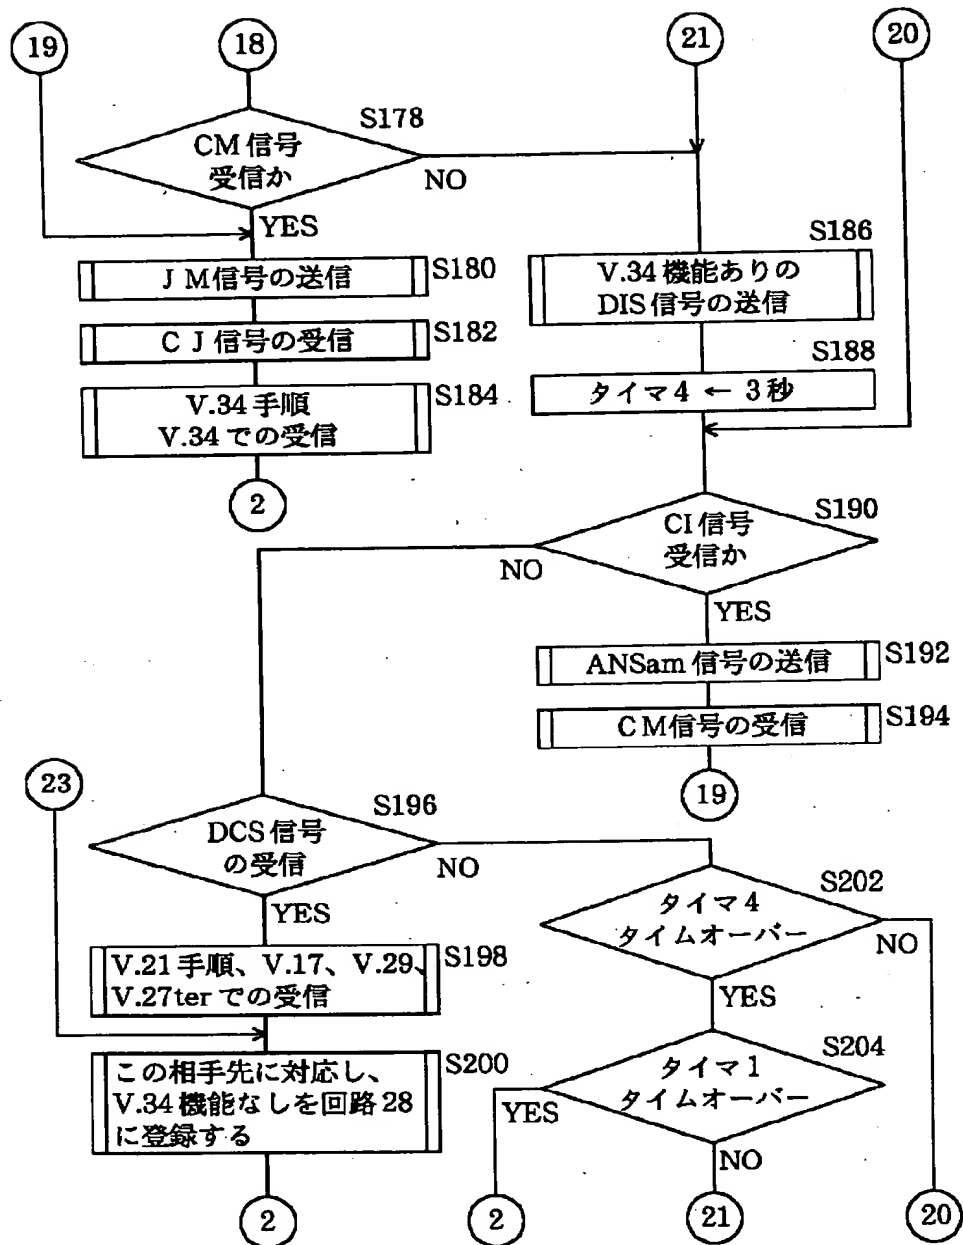 19
18
21
20
S178
CM信号
受信か
NO
YES
S180
JM信号の送信
S182
CJ信号の受信
S184
V.34手順
V.34での受信
2
S186
V.34機能ありの
DIS信号の送信
S188
タイマ4 ← 3秒
S190
CI信号
受信か
NO
YES
ANSam信号の送信
S192
CM信号の受信
S194
19
23
S196
DCS信号
の受信
NO
YES
V.21手順、V.17、V.29、
V.27terでの受信
S198
この相手先に対応し、
V.34機能なしを回路28
に登録する
S200
2
S202
タイマ4
タイムオーバー
NO
YES
S204
タイマ1
タイムオーバー
YES
NO
2
21
20